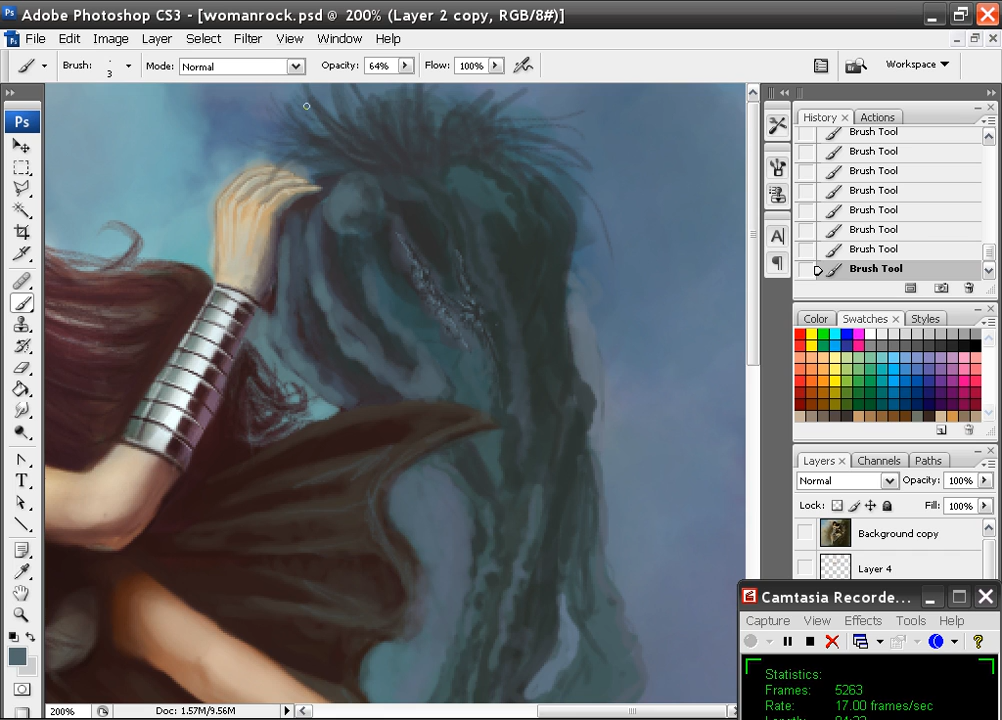 Ps Adobe Photoshop CS3 - [womanrock.psd @ 200% (Layer 2 copy, RGB/8#)]
File Edit Image Layer Select Filter View Window Help
Brush: 3 Mode: Normal Opacity: 64% Flow: 100% Workspace
Ps
History Actions
Brush Tool
Brush Tool
Brush Tool
Brush Tool
Brush Tool
Brush Tool
Brush Tool
Brush Tool
Color Swatches Styles
Layers Channels Paths
Normal Opacity: 100%
Lock: Fill: 100%
Background copy
Layer 4
Camtasia Recorde...
Capture View Effects Tools Help
Statistics:
Frames: 5263
Rate: 17.00 frames/sec
200% Doc: 1.57M/9.56M